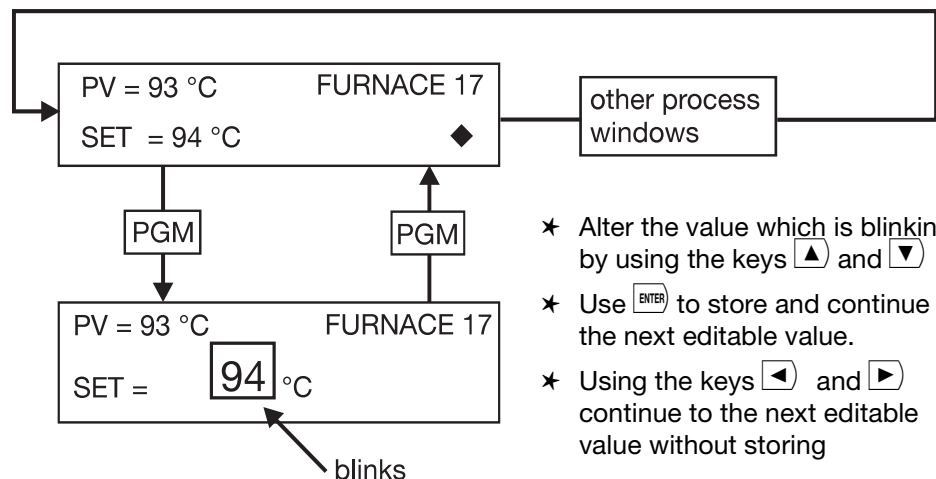 PV = 93 °C FURNACE 17
SET = 94 °C ◆
other process
windows
PGM
PGM
PV = 93 °C FURNACE 17
SET = 94 °C
blinks
✶ Alter the value which is blinkin
by using the keys ▲ and ▼
✶ Use ENTER to store and continue
the next editable value.
✶ Using the keys ◄ and ►
continue to the next editable
value without storing